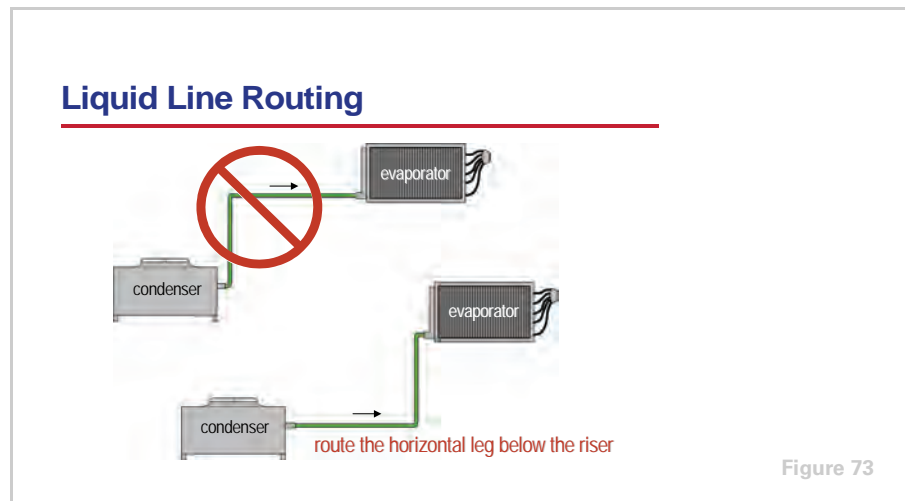 Liquid Line Routing
evaporator
condenser
evaporator
condenser
route the horizontal leg below the riser
Figure 73